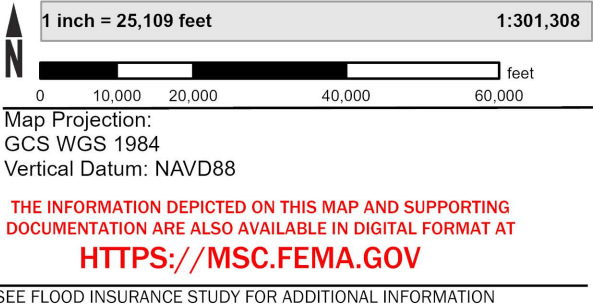 1 inch = 25,109 feet 1:301,308
N
feet
0 10,000 20,000 40,000 60,000
Map Projection:
GCS WGS 1984
Vertical Datum: NAVD88
THE INFORMATION DEPICTED ON THIS MAP AND SUPPORTING
DOCUMENTATION ARE ALSO AVAILABLE IN DIGITAL FORMAT AT
HTTPS://MSC.FEMA.GOV
SEE FLOOD INSURANCE STUDY FOR ADDITIONAL INFORMATION